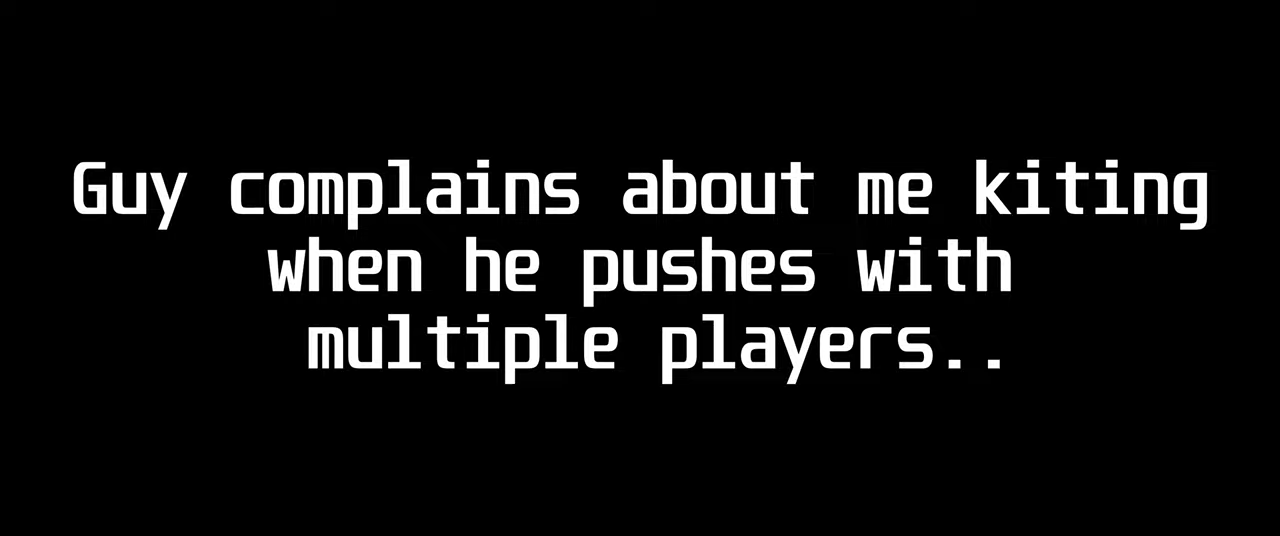 Guy complains about me kiting
when he pushes with
multiple players..